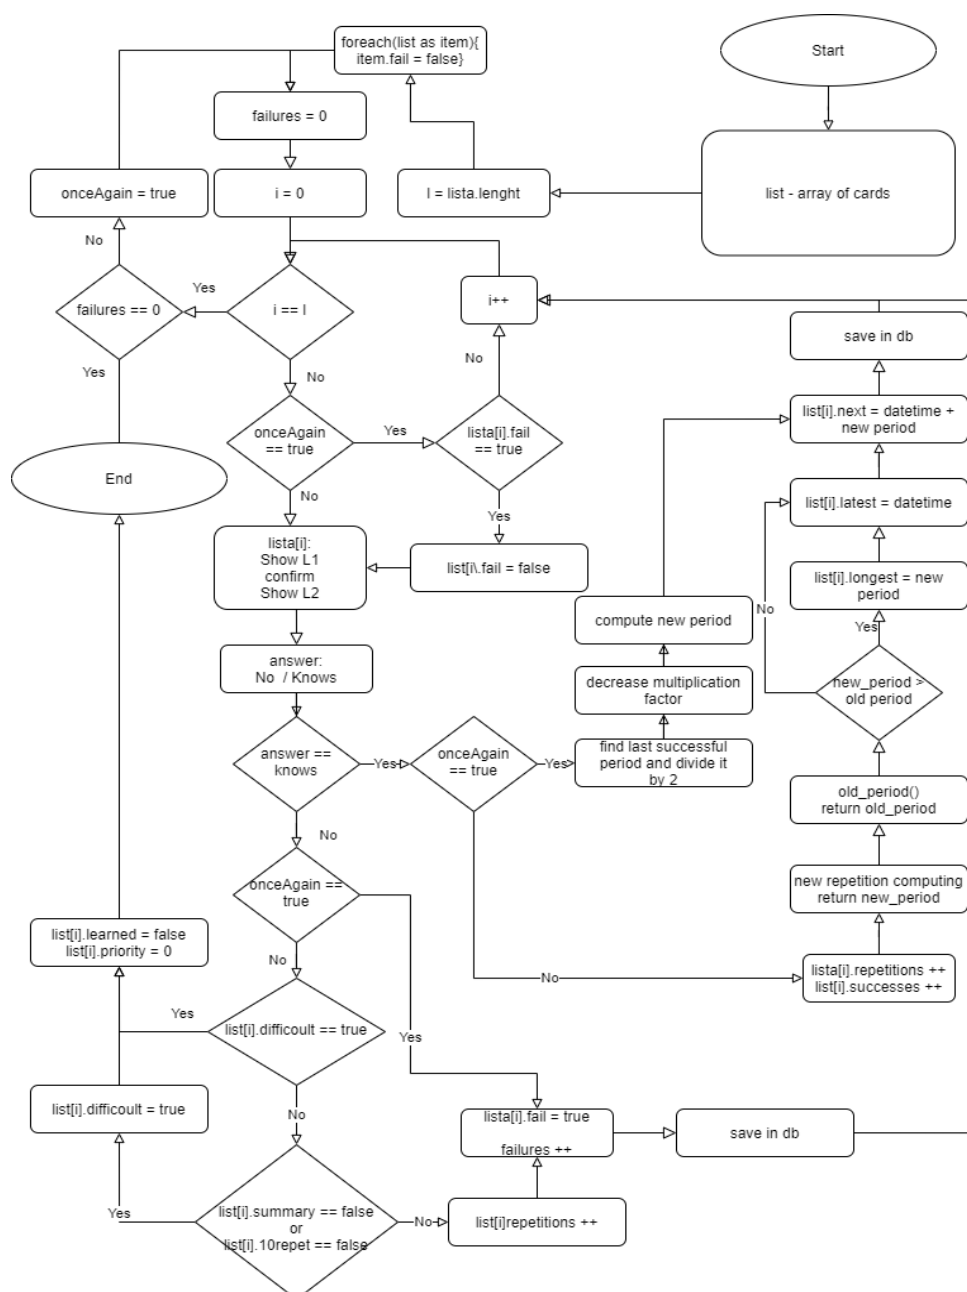 foreach(list as item){
item.fail = false}
Start
failures = 0
onceAgain = true
i = 0
l = lista.lenght
list - array of cards
No
failures == 0
Yes
i == l
i++
Yes
No
No
save in db
list[i].next = datetime +
new period
onceAgain
== true
Yes
lista[i].fail
== true
End
No
Yes
list[i].latest = datetime
lista[i]:
Show L1
confirm
Show L2
list[i\.fail = false
list[i].longest = new
period
No
Yes
compute new period
answer:
No / Knows
decrease multiplication
factor
new_period >
old period
answer ==
knows
Yes
onceAgain
== true
Yes
find last successful
period and divide it
by 2
old_period()
return old_period
No
onceAgain ==
true
new repetition computing
return new_period
list[i].learned = false
list[i].priority = 0
No
No
lista[i].repetitions ++
list[i].successes ++
Yes
list[i].difficoult == true
Yes
list[i].difficoult = true
No
lista[i].fail = true
failures ++
save in db
Yes
list[i].summary == false
or
list[i].10repet == false
No
list[i]repetitions ++